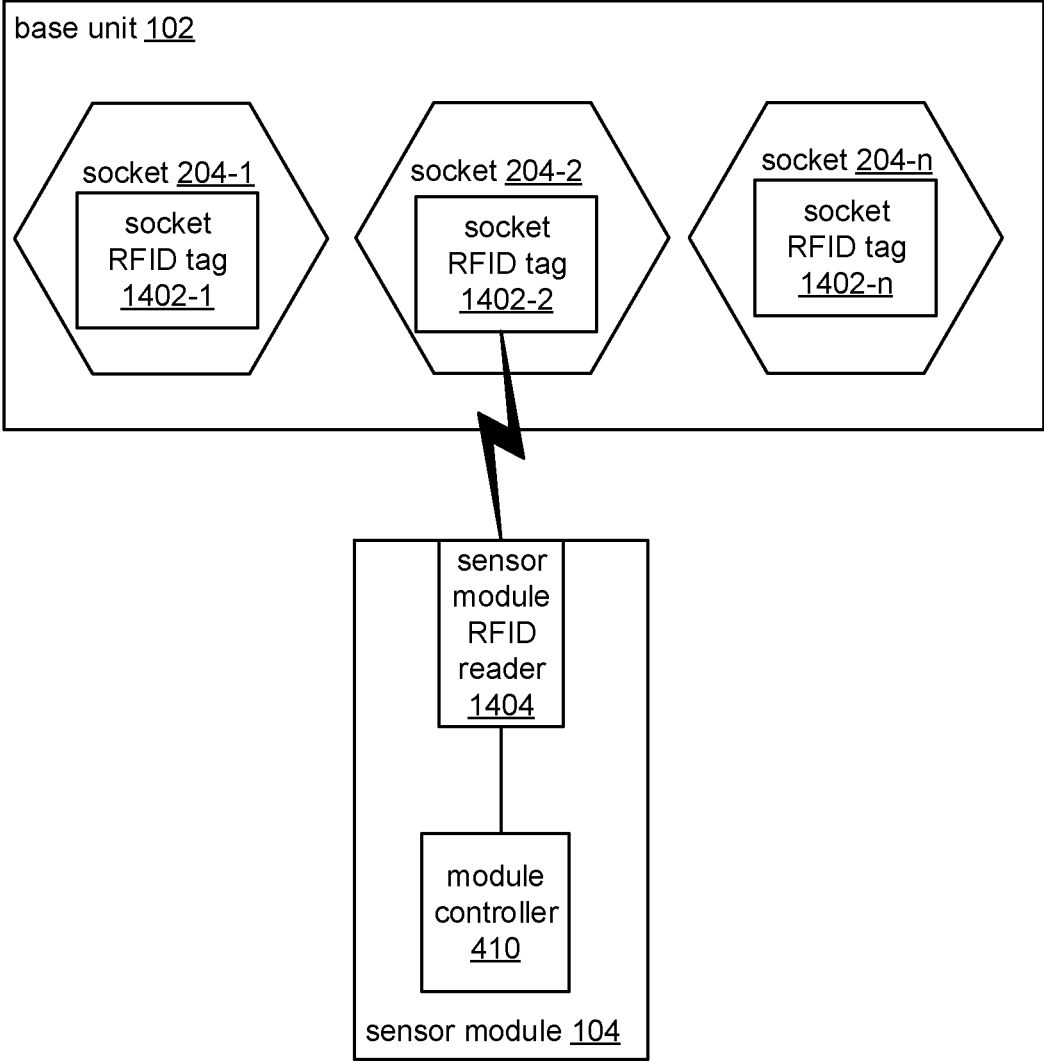 base unit 102
socket 204-1
socket
RFID tag
1402-1
socket 204-2
socket
RFID tag
1402-2
socket 204-n
socket
RFID tag
1402-n
sensor
module
RFID
reader
1404
module
controller
410
sensor module 104